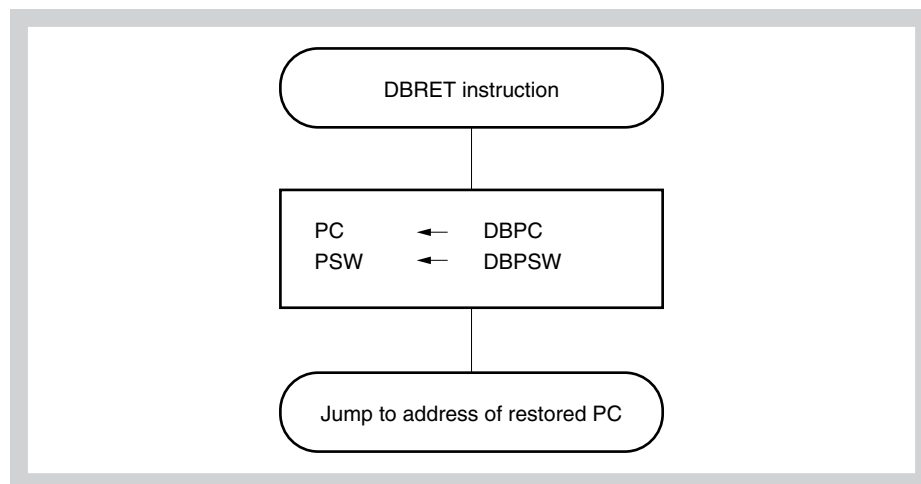 DBRET instruction
PC ← DBPC
PSW ← DBPSW
Jump to address of restored PC